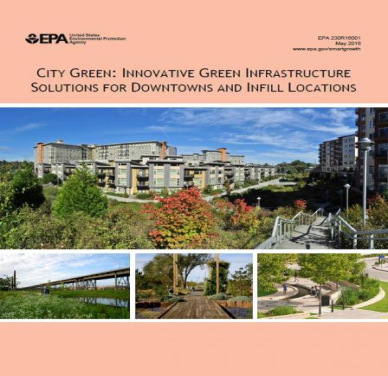 EPA United States
Environmental Protection
Agency
EPA 230R16001
May 2016
www.epa.gov/smartgrowth
CITY GREEN: INNOVATIVE GREEN INFRASTRUCTURE
SOLUTIONS FOR DOWNTOWNS AND INFILL LOCATIONS